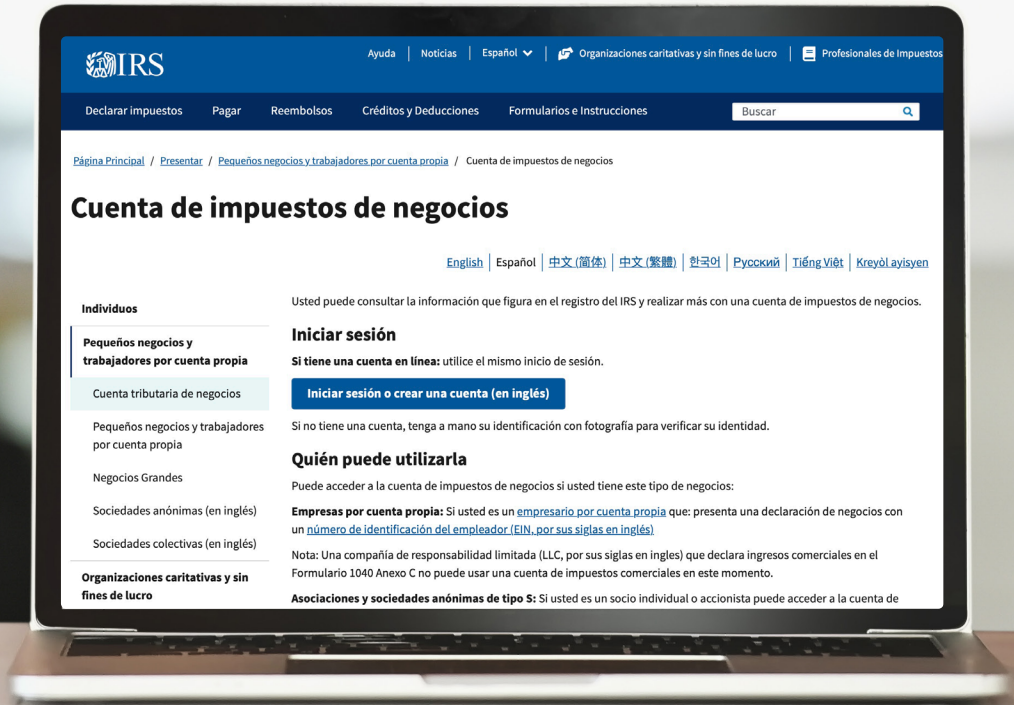 IRS
Ayuda | Noticias | Español | Organizaciones caritativas y sin fines de lucro | Profesionales de Impuestos
Declarar impuestos Pagar Reembolsos Créditos y Deducciones Formularios e Instrucciones Buscar
Página Principal / Presentar / Pequeños negocios y trabajadores por cuenta propia / Cuenta de impuestos de negocios
Cuenta de impuestos de negocios
English | Español | 中文 (简体) | 中文 (繁體) | 한국어 | Русский | Tiếng Việt | Kreyòl ayisyen
Individuos
Pequeños negocios y
trabajadores por cuenta propia
Cuenta tributaria de negocios
Pequeños negocios y trabajadores
por cuenta propia
Negocios Grandes
Sociedades anónimas (en inglés)
Sociedades colectivas (en inglés)
Organizaciones caritativas y sin
fines de lucro
Usted puede consultar la información que figura en el registro del IRS y realizar más con una cuenta de impuestos de negocio.
Iniciar sesión
Si tiene una cuenta en línea: utilice el mismo inicio de sesión.
Iniciar sesión o crear una cuenta (en inglés)
Si no tiene una cuenta, tenga a mano su identificación con fotografía para verificar su identidad.
Quién puede utilizarla
Puede acceder a la cuenta de impuestos de negocios si usted tiene este tipo de negocios:
Empresas por cuenta propia: Si usted es un empresario por cuenta propia que: presenta una declaración de negocios con
un número de identificación del empleador (EIN, por sus siglas en inglés)
Nota: Una compañía de responsabilidad limitada (LLC, por sus siglas en ingles) que declara ingresos comerciales en el
Formulario 1040 Anexo C no puede usar una cuenta de impuestos comerciales en este momento.
Asociaciones y sociedades anónimas de tipo S: Si usted es un socio individual o accionista puede acceder a la cuenta de